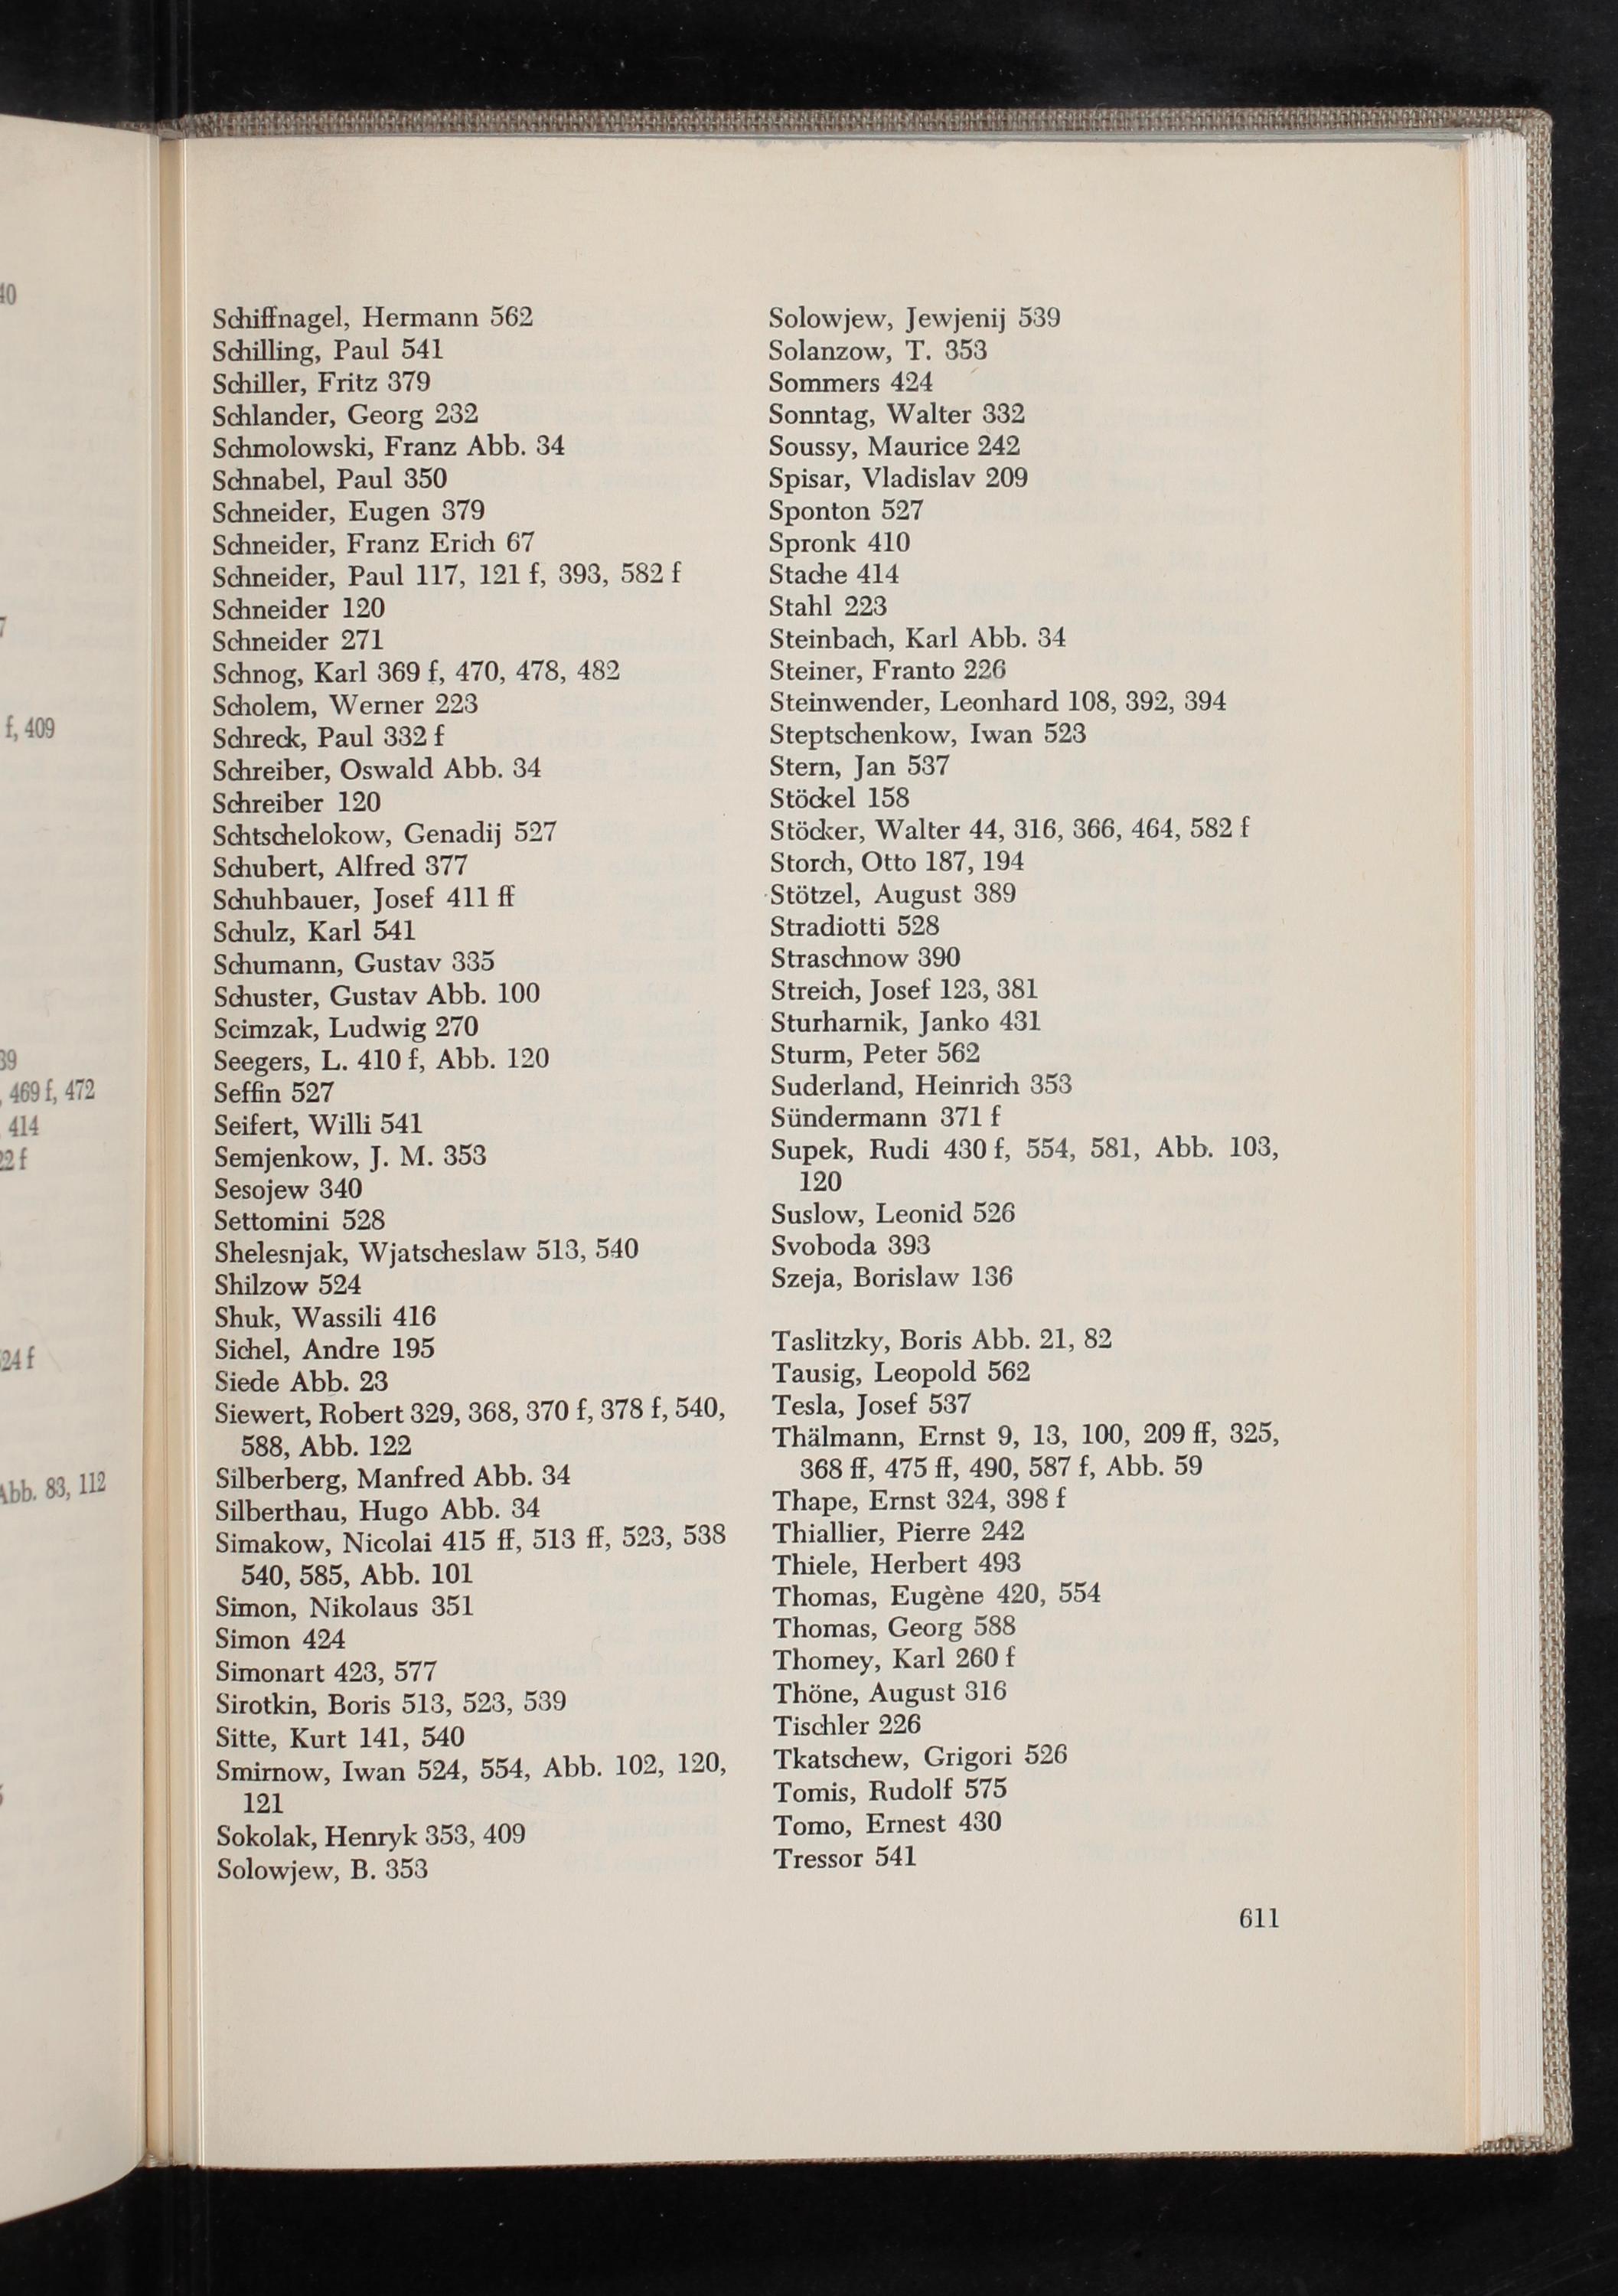 40
7
f, 409
39
, 469 f, 472
414
22 f
24 f
Abb. 83, 112
Schiffnagel, Hermann 562
Schilling, Paul 541
Schiller, Fritz 379
Schlander, Georg 232
Schmolowski, Franz Abb. 34
Schnabel, Paul 350
Schneider, Eugen 379
Schneider, Franz Erich 67
Schneider, Paul 117, 121 f, 393, 582 f
Schneider 120
Schneider 271
Schnog, Karl 369 f, 470, 478, 482
Scholem, Werner 223
Schreck, Paul 332 f
Schreiber, Oswald Abb. 34
Schreiber 120
Schtschelokow, Genadij 527
Schubert, Alfred 377
Schuhbauer, Josef 411 ff
Schulz, Karl 541
Schumann, Gustav 335
Schuster, Gustav Abb. 100
Scimzak, Ludwig 270
Seegers, L. 410 f, Abb. 120
Seffin 527
Seifert, Willi 541
Semjenkow, J. M. 353
Sesojew 340
Settomini 528
Shelesnjak, Wjatscheslaw 513, 540
Shilzow 524
Shuk, Wassili 416
Sichel, Andre 195
Siede Abb. 23
Siewert, Robert 329, 368, 370 f, 378 f, 540,
588, Abb. 122
Silberberg, Manfred Abb. 34
Silberthau, Hugo Abb. 34
Simakow, Nicolai 415 ff, 513 ff, 523, 538
540, 585, Abb. 101
Simon, Nikolaus 351
Simon 424
Simonart 423, 577
Sirotkin, Boris 513, 523, 539
Sitte, Kurt 141, 540
Smirnow, Iwan 524, 554, Abb. 102, 120,
121
Sokolak, Henryk 353, 409
Solowjew, B. 353
Solowjew, Jewjenij 539
Solanzow, T. 353
Sommers 424
Sonntag, Walter 332
Soussy, Maurice 242
Spisar, Vladislav 209
Sponton 527
Spronk 410
Stache 414
Stahl 223
Steinbach, Karl Abb. 34
Steiner, Franto 226
Steinwender, Leonhard 108, 392, 394
Steptschenkow, Iwan 523
Stern, Jan 537
Stöckel 158
Stöcker, Walter 44, 316, 366, 464, 582 f
Storch, Otto 187, 194
Stötzel, August 389
Stradiotti 528
Straschnow 390
Streich, Josef 123, 381
Sturharnik, Janko 431
Sturm, Peter 562
Suderland, Heinrich 353
Sündermann 371 f
Supek, Rudi 430 f, 554, 581, Abb. 103,
120
Suslow, Leonid 526
Svoboda 393
Szeja, Borislaw 136
Taslitzky, Boris Abb. 21, 82
Tausig, Leopold 562
Tesla, Josef 537
Thälmann, Ernst 9, 13, 100, 209 ff, 325,
368 ff, 475 ff, 490, 587 f, Abb. 59
Thape, Ernst 324, 398 f
Thiallier, Pierre 242
Thiele, Herbert 493
Thomas, Eugène 420, 554
Thomas, Georg 588
Thomey, Karl 260 f
Thöne, August 316
Tischler 226
Tkatschew, Grigori 526
Tomis, Rudolf 575
Tomo, Ernest 430
Tressor 541
611